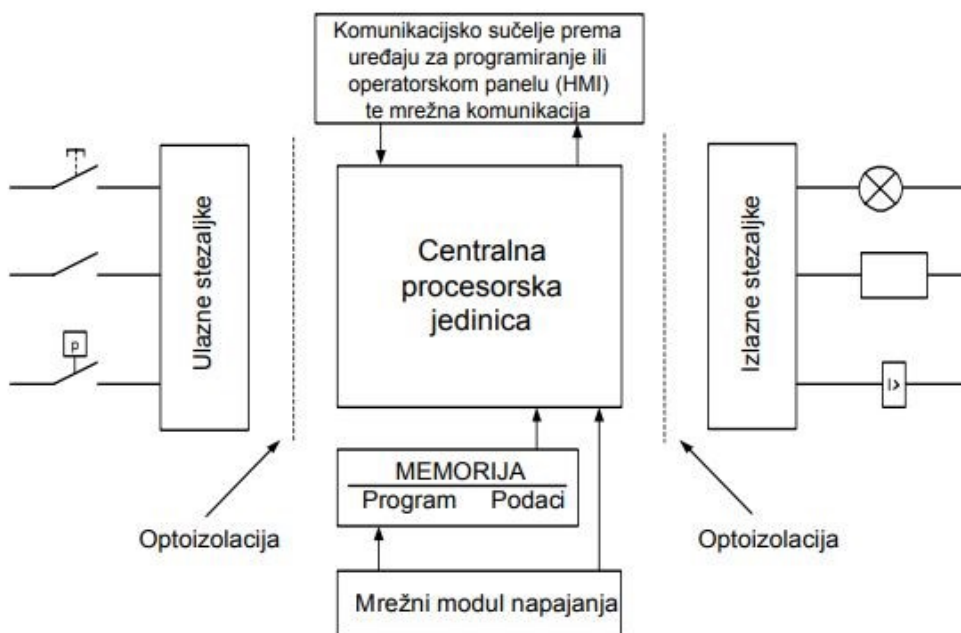 Komunikacijsko sučelje prema
uređaju za programiranje ili
operatorskom panelu (HMI)
te mrežna komunikacija
Ulazne stezaljke
p
Centralna
procesorska
jedinica
Izlazne stezaljke
I>
MEMORIJA
Program Podaci
Optoizolacija
Optoizolacija
Mrežni modul napajanja